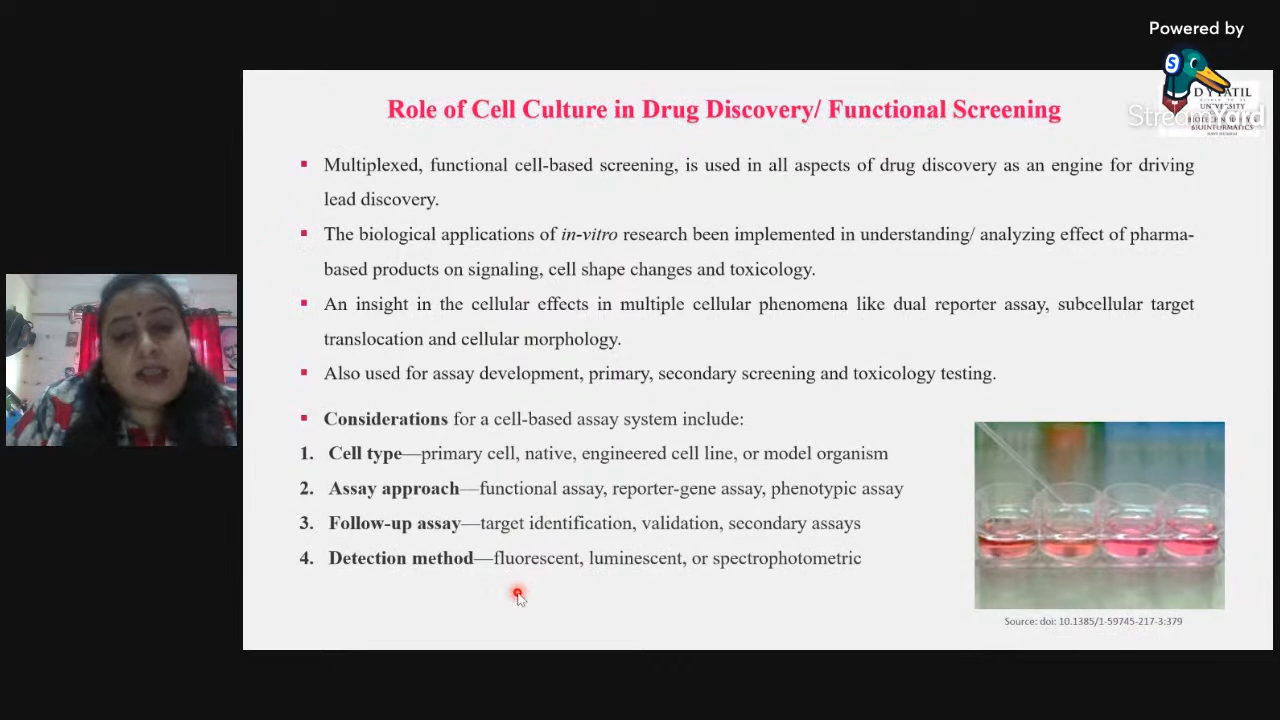 Powered by
S
StreamYard
D Y PATIL
UNIVERSITY
BIOINFORMATICS
Role of Cell Culture in Drug Discovery/ Functional Screening
▪ Multiplexed, functional cell-based screening, is used in all aspects of drug discovery as an engine for driving
lead discovery.
▪ The biological applications of in-vitro research been implemented in understanding/ analyzing effect of pharma-
based products on signaling, cell shape changes and toxicology.
▪ An insight in the cellular effects in multiple cellular phenomena like dual reporter assay, subcellular target
translocation and cellular morphology.
▪ Also used for assay development, primary, secondary screening and toxicology testing.
▪ Considerations for a cell-based assay system include:
1. Cell type—primary cell, native, engineered cell line, or model organism
2. Assay approach—functional assay, reporter-gene assay, phenotypic assay
3. Follow-up assay—target identification, validation, secondary assays
4. Detection method—fluorescent, luminescent, or spectrophotometric
Source: doi: 10.1385/1-59745-217-3:379